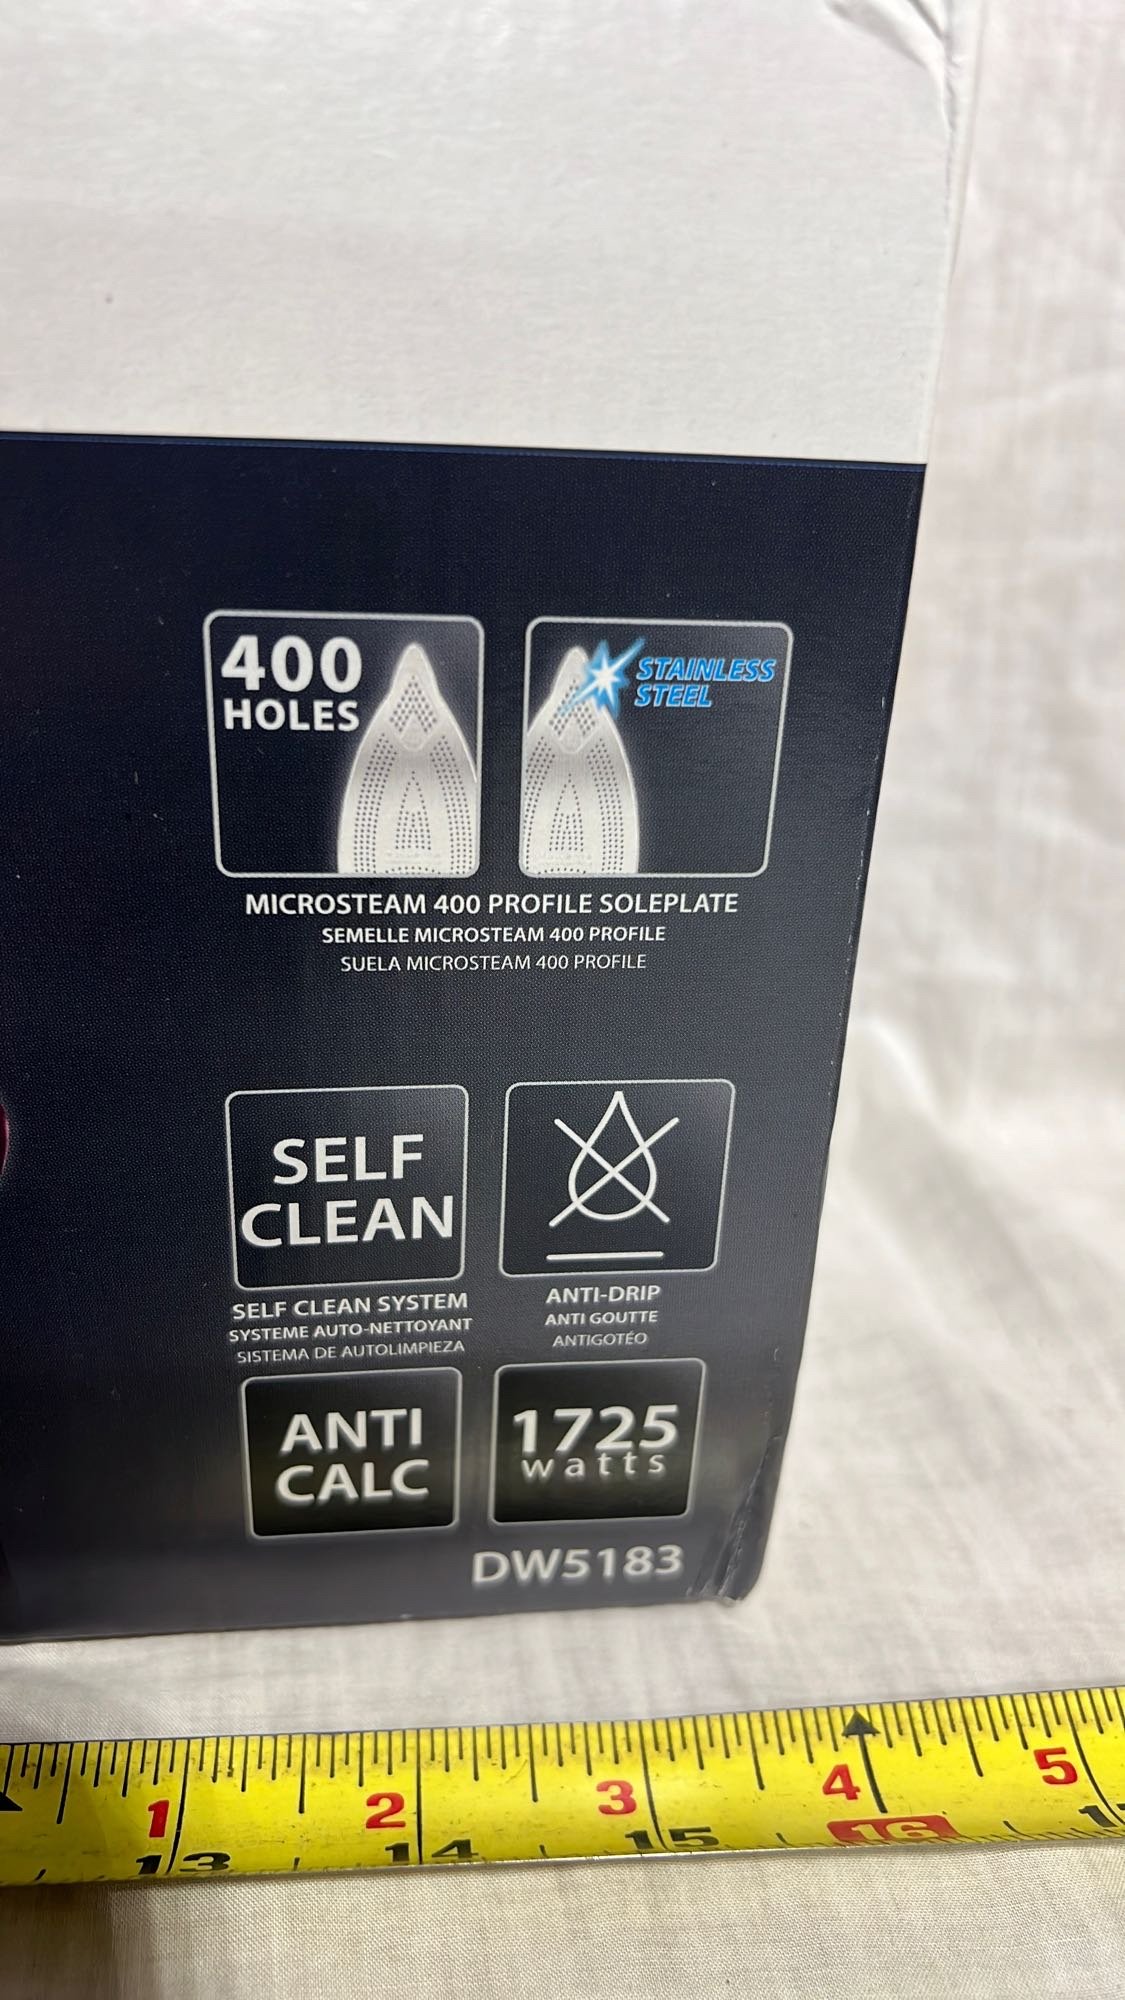 400
HOLES
STAINLESS
STEEL
MICROSTEAM 400 PROFILE SOLEPLATE
SEMELLE MICROSTEAM 400 PROFILE
SUELA MICROSTEAM 400 PROFILE
SELF
CLEAN
SELF CLEAN SYSTEM
SYSTEME AUTO-NETTOYANT
SISTEMA DE AUTOLIMPIEZA
ANTI-DRIP
ANTI GOUTTE
ANTIGOTÉO
ANTI
CALC
1725
watts
DW5183
1 2 3 4 5
13 14 15 16